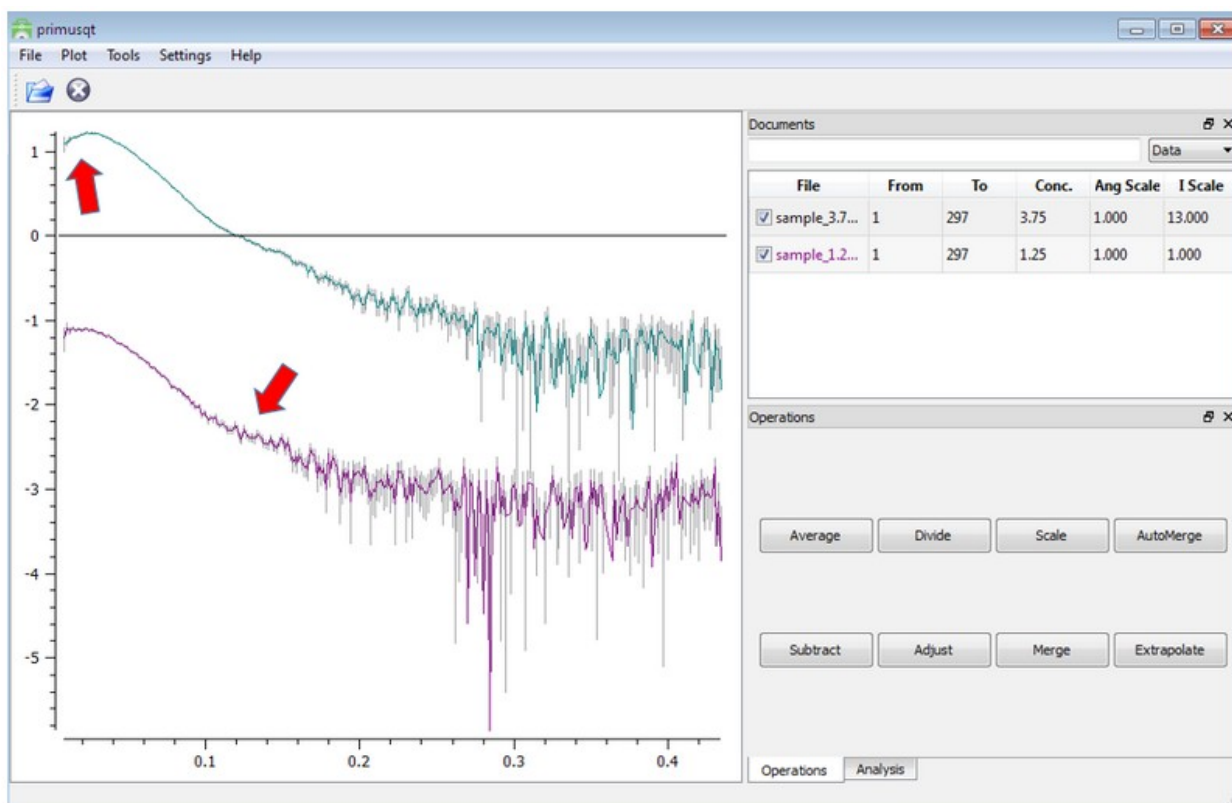 primusqt
File Plot Tools Settings Help
Documents
Data
File From To Conc. Ang Scale I Scale
sample_3.7... 1 297 3.75 1.000 13.000
sample_1.2... 1 297 1.25 1.000 1.000
1
0
-1
-2
-3
-4
-5
0.1 0.2 0.3 0.4
Operations
Average Divide Scale AutoMerge
Subtract Adjust Merge Extrapolate
Operations Analysis